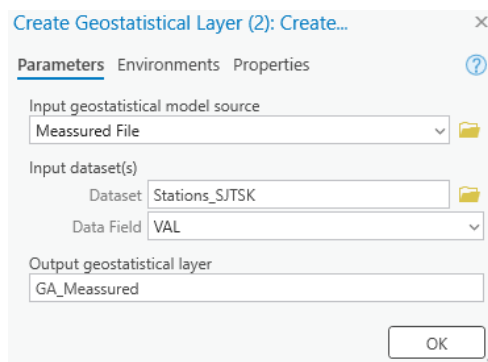 Create Geostatistical Layer (2): Create...
Parameters Environments Properties
Input geostatistical model source
Meassured File
Input dataset(s)
Dataset Stations_SJTSK
Data Field VAL
Output geostatistical layer
GA_Meassured
OK